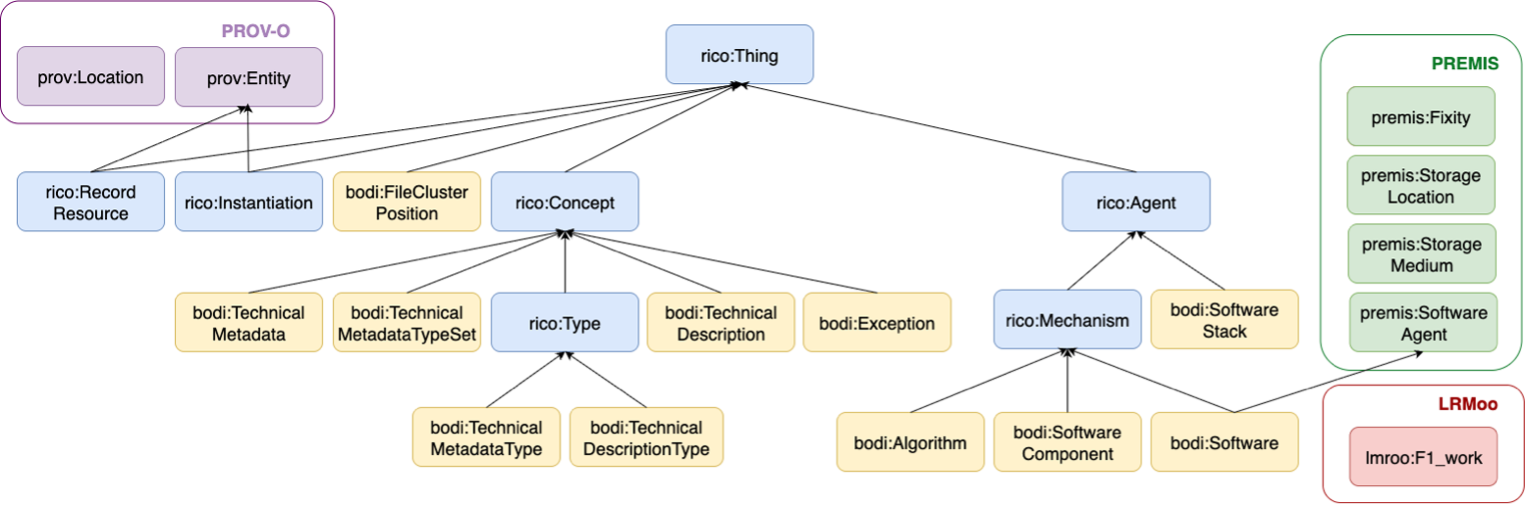 PROV-O
prov:Location
prov:Entity
rico:Thing
PREMIS
premis:Fixity
premis:Storage
Location
premis:Storage
Medium
premis:Software
Agent
rico:Record
Resource
rico:Instantiation
bodi:FileCluster
Position
rico:Concept
rico:Agent
bodi:Technical
Metadata
bodi:Technical
MetadataTypeSet
rico:Type
bodi:Technical
Description
bodi:Exception
rico:Mechanism
bodi:Software
Stack
bodi:Technical
MetadataType
bodi:Technical
DescriptionType
bodi:Algorithm
bodi:Software
Component
bodi:Software
LRMoo
lmroo:F1_work